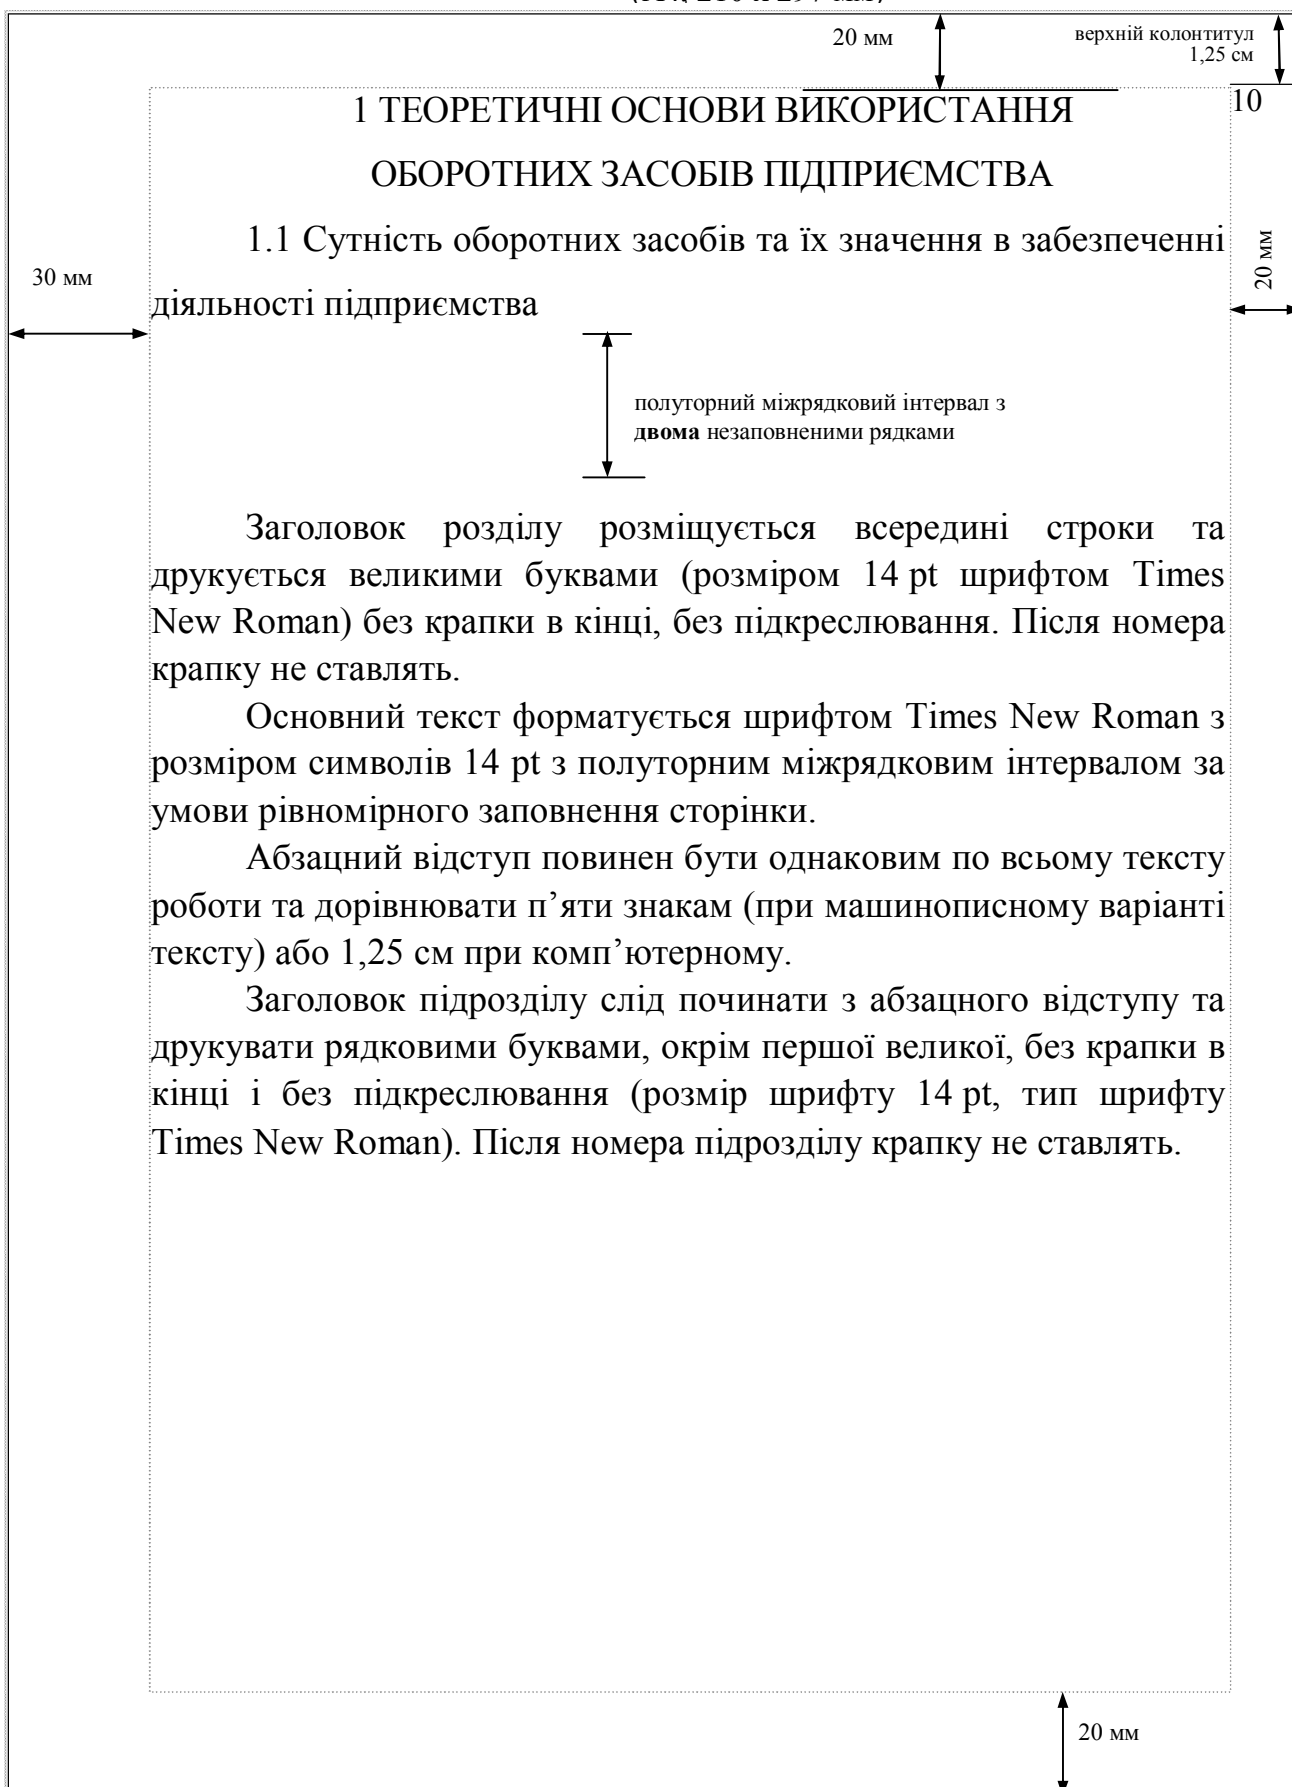 20 мм
верхній колонтитул
1,25 см
10
1 ТЕОРЕТИЧНІ ОСНОВИ ВИКОРИСТАННЯ
ОБОРОТНИХ ЗАСОБІВ ПІДПРИЄМСТВА
1.1 Сутність оборотних засобів та їх значення в забезпеченні
діяльності підприємства
30 мм
20 мм
полуторний міжрядковий інтервал з
двома незаповненими рядками
Заголовок розділу розміщується всередині строки та
друкується великими буквами (розміром 14 pt шрифтом Times
New Roman) без крапки в кінці, без підкреслювання. Після номера
крапку не ставлять.
Основний текст форматується шрифтом Times New Roman з
розміром символів 14 pt з полуторним міжрядковим інтервалом за
умови рівномірного заповнення сторінки.
Абзацний відступ повинен бути однаковим по всьому тексту
роботи та дорівнювати п’яти знакам (при машинописному варіанті
тексту) або 1,25 см при комп’ютерному.
Заголовок підрозділу слід починати з абзацного відступу та
друкувати рядковими буквами, окрім першої великої, без крапки в
кінці і без підкреслювання (розмір шрифту 14 pt, тип шрифту
Times New Roman). Після номера підрозділу крапку не ставлять.
20 мм